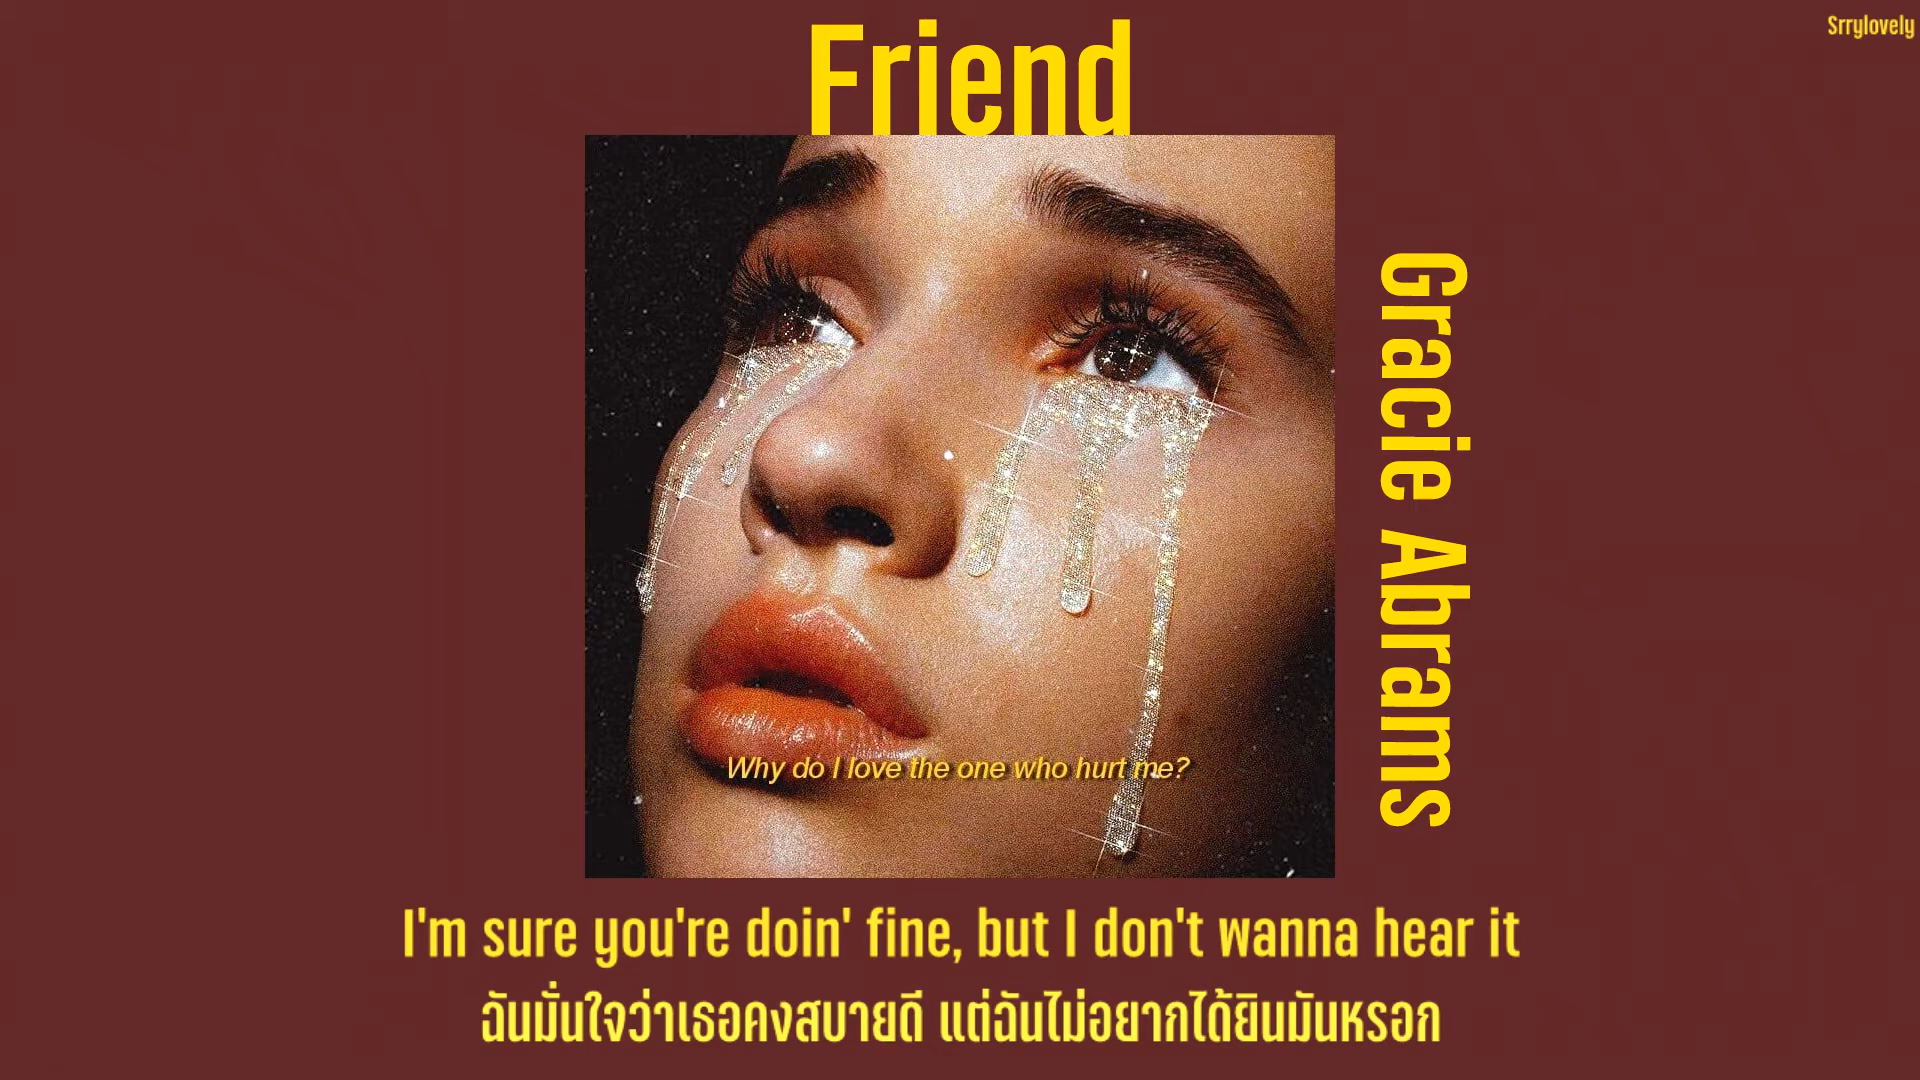 Srrylovely
Friend
Gracie Abrams
Why do I love the one who hurt me?
I'm sure you're doin' fine, but I don't wanna hear it
ฉันมั่นใจว่าเธอคงสบายดี แต่ฉันไม่อยากได้ยินมันหรอก